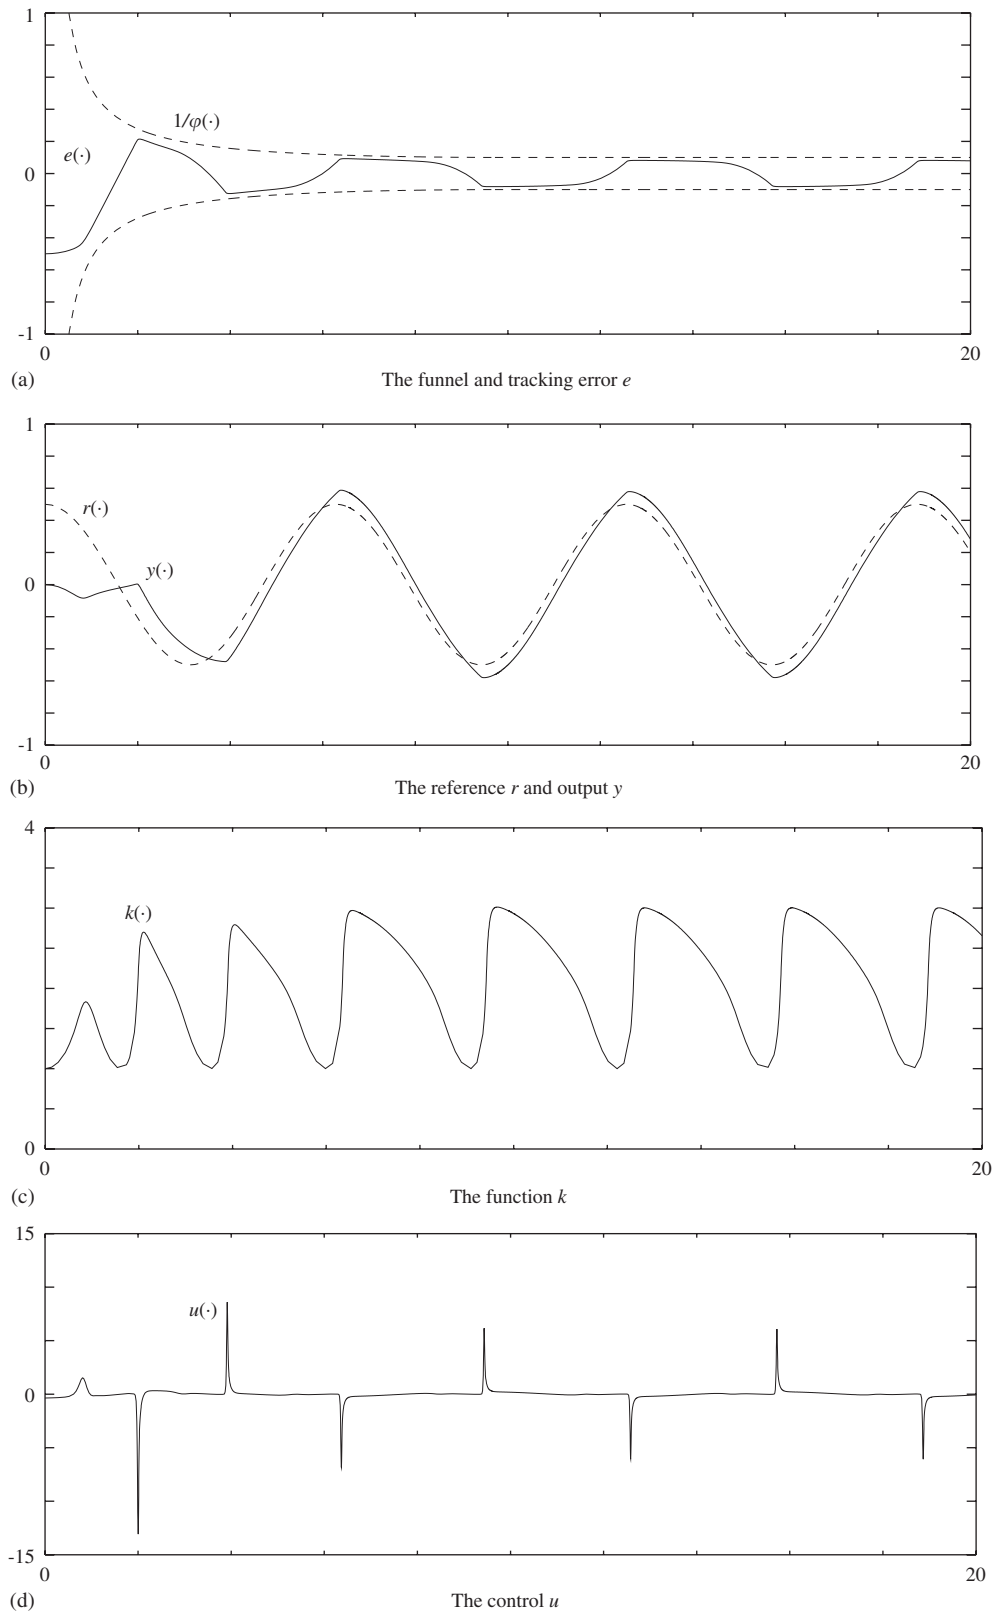 1
1/φ(·)
e(·)
0
-1
0
20
(a)
The funnel and tracking error e
1
r(·)
y(·)
0
-1
0
20
(b)
The reference r and output y
4
k(·)
0
0
20
(c)
The function k
15
u(·)
0
-15
0
20
(d)
The control u